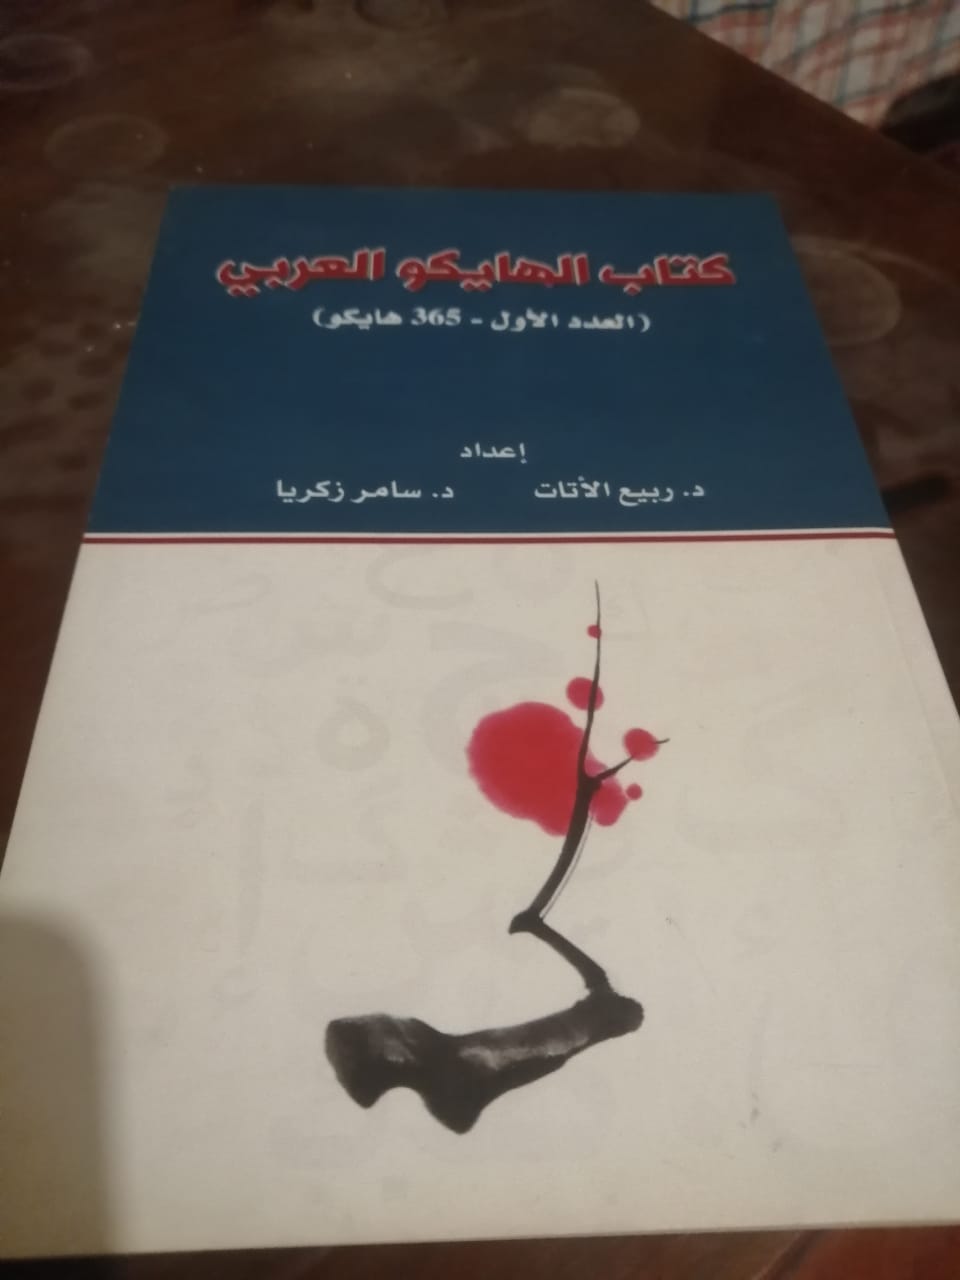 كتاب الهايكو العربي
(العدد الأول - 365 هايكو)
إعداد
د. ربيع الأتات د. سامر زكريا